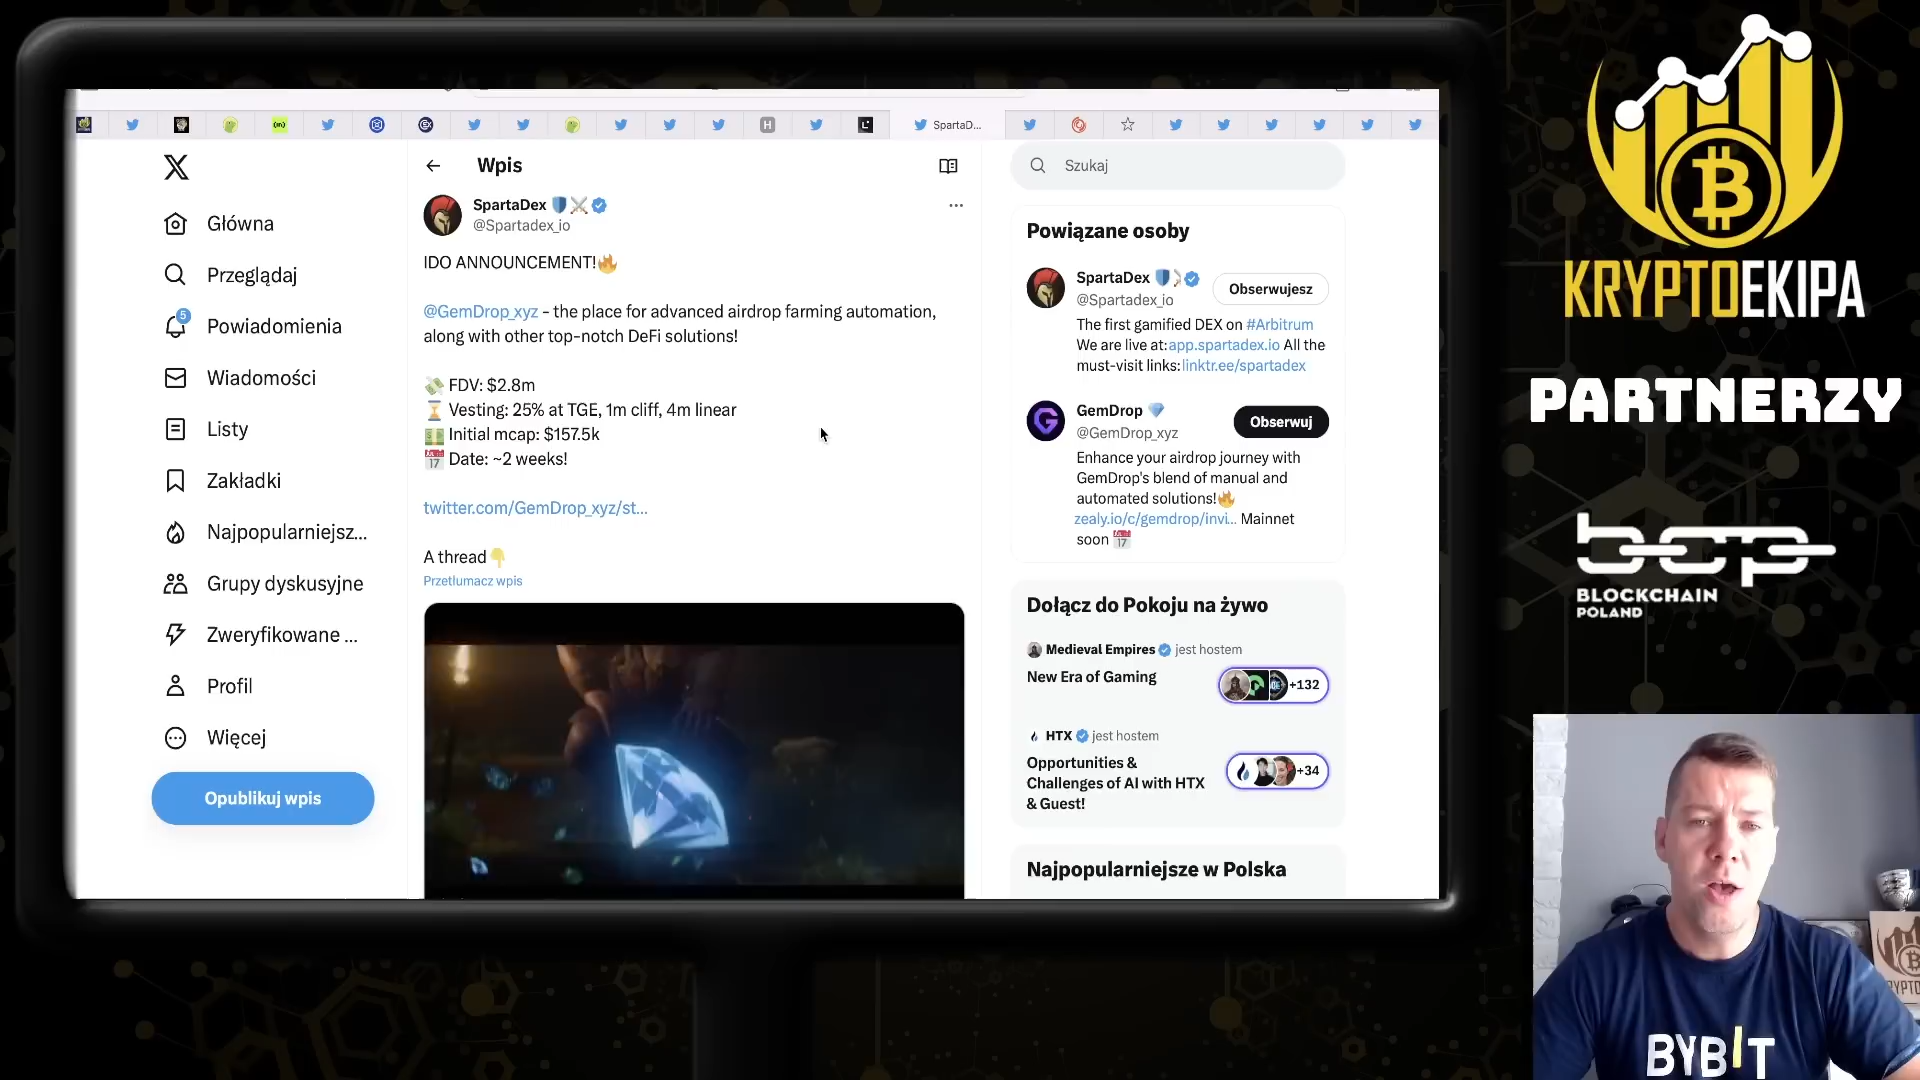 SpartaD...
Wpis
Szukaj
Główna
Przeglądaj
5
Powiadomienia
Wiadomości
Listy
Zakładki
Najpopularniejsz...
Grupy dyskusyjne
Zweryfikowane ...
Profil
Więcej
Opublikuj wpis
SpartaDex
@Spartadex_io
IDO ANNOUNCEMENT!
@GemDrop_xyz - the place for advanced airdrop farming automation,
along with other top-notch DeFi solutions!
FDV: $2.8m
Vesting: 25% at TGE, 1m cliff, 4m linear
Initial mcap: $157.5k
Date: ~2 weeks!
twitter.com/GemDrop_xyz/st...
A thread
Przetłumacz wpis
Powiązane osoby
SpartaDex
@Spartadex_io
Obserwujesz
The first gamified DEX on #Arbitrum
We are live at:app.spartadex.io All the
must-visit links:linktr.ee/spartadex
GemDrop
@GemDrop_xyz
Obserwuj
Enhance your airdrop journey with
GemDrop's blend of manual and
automated solutions!
zealy.io/c/gemdrop/invi... Mainnet
soon
Dołącz do Pokoju na żywo
Medieval Empires jest hostem
New Era of Gaming
+132
HTX jest hostem
Opportunities &
Challenges of AI with HTX
& Guest!
+34
Najpopularniejsze w Polska
KRYPTOEKIPA
PARTNERZY
bcp
BLOCKCHAIN
POLAND
BYBIT